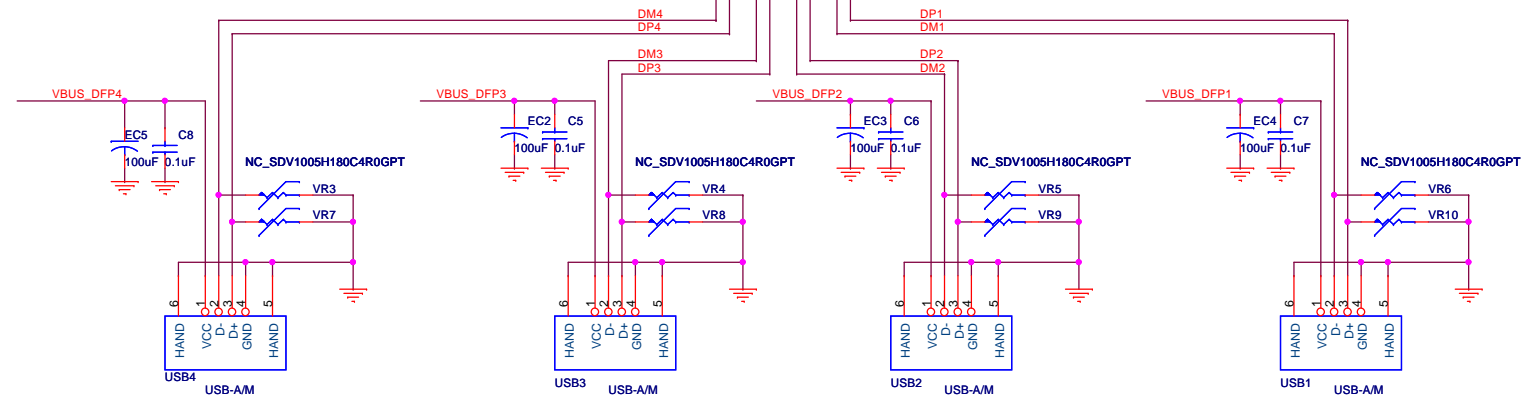 DM4
DP4
DM3
DP3
DP1
DM1
DP2
DM2
VBUS_DFP4
VBUS_DFP3
VBUS_DFP2
VBUS_DFP1
EC5
C8
100uF
0.1uF
EC2
C5
100uF
0.1uF
EC3
C6
100uF
0.1uF
EC4
C7
100uF
0.1uF
NC_SDV1005H180C4R0GPT
NC_SDV1005H180C4R0GPT
NC_SDV1005H180C4R0GPT
NC_SDV1005H180C4R0GPT
VR3
VR7
VR4
VR8
VR5
VR9
VR6
VR10
6
1
2
3
4
5
6
1
2
3
4
5
6
1
2
3
4
5
6
1
2
3
4
5
HAND
VCC
D-
D+
GND
HAND
HAND
VCC
D-
D+
GND
HAND
HAND
VCC
D-
D+
GND
HAND
HAND
VCC
D-
D+
GND
HAND
USB4
USB-A/M
USB3
USB-A/M
USB2
USB-A/M
USB1
USB-A/M